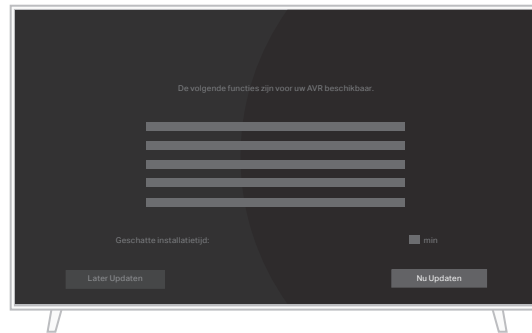 De volgende functies zijn voor uw AVR beschikbaar.
Geschatte installatietijd: min
Later Updaten Nu Updaten